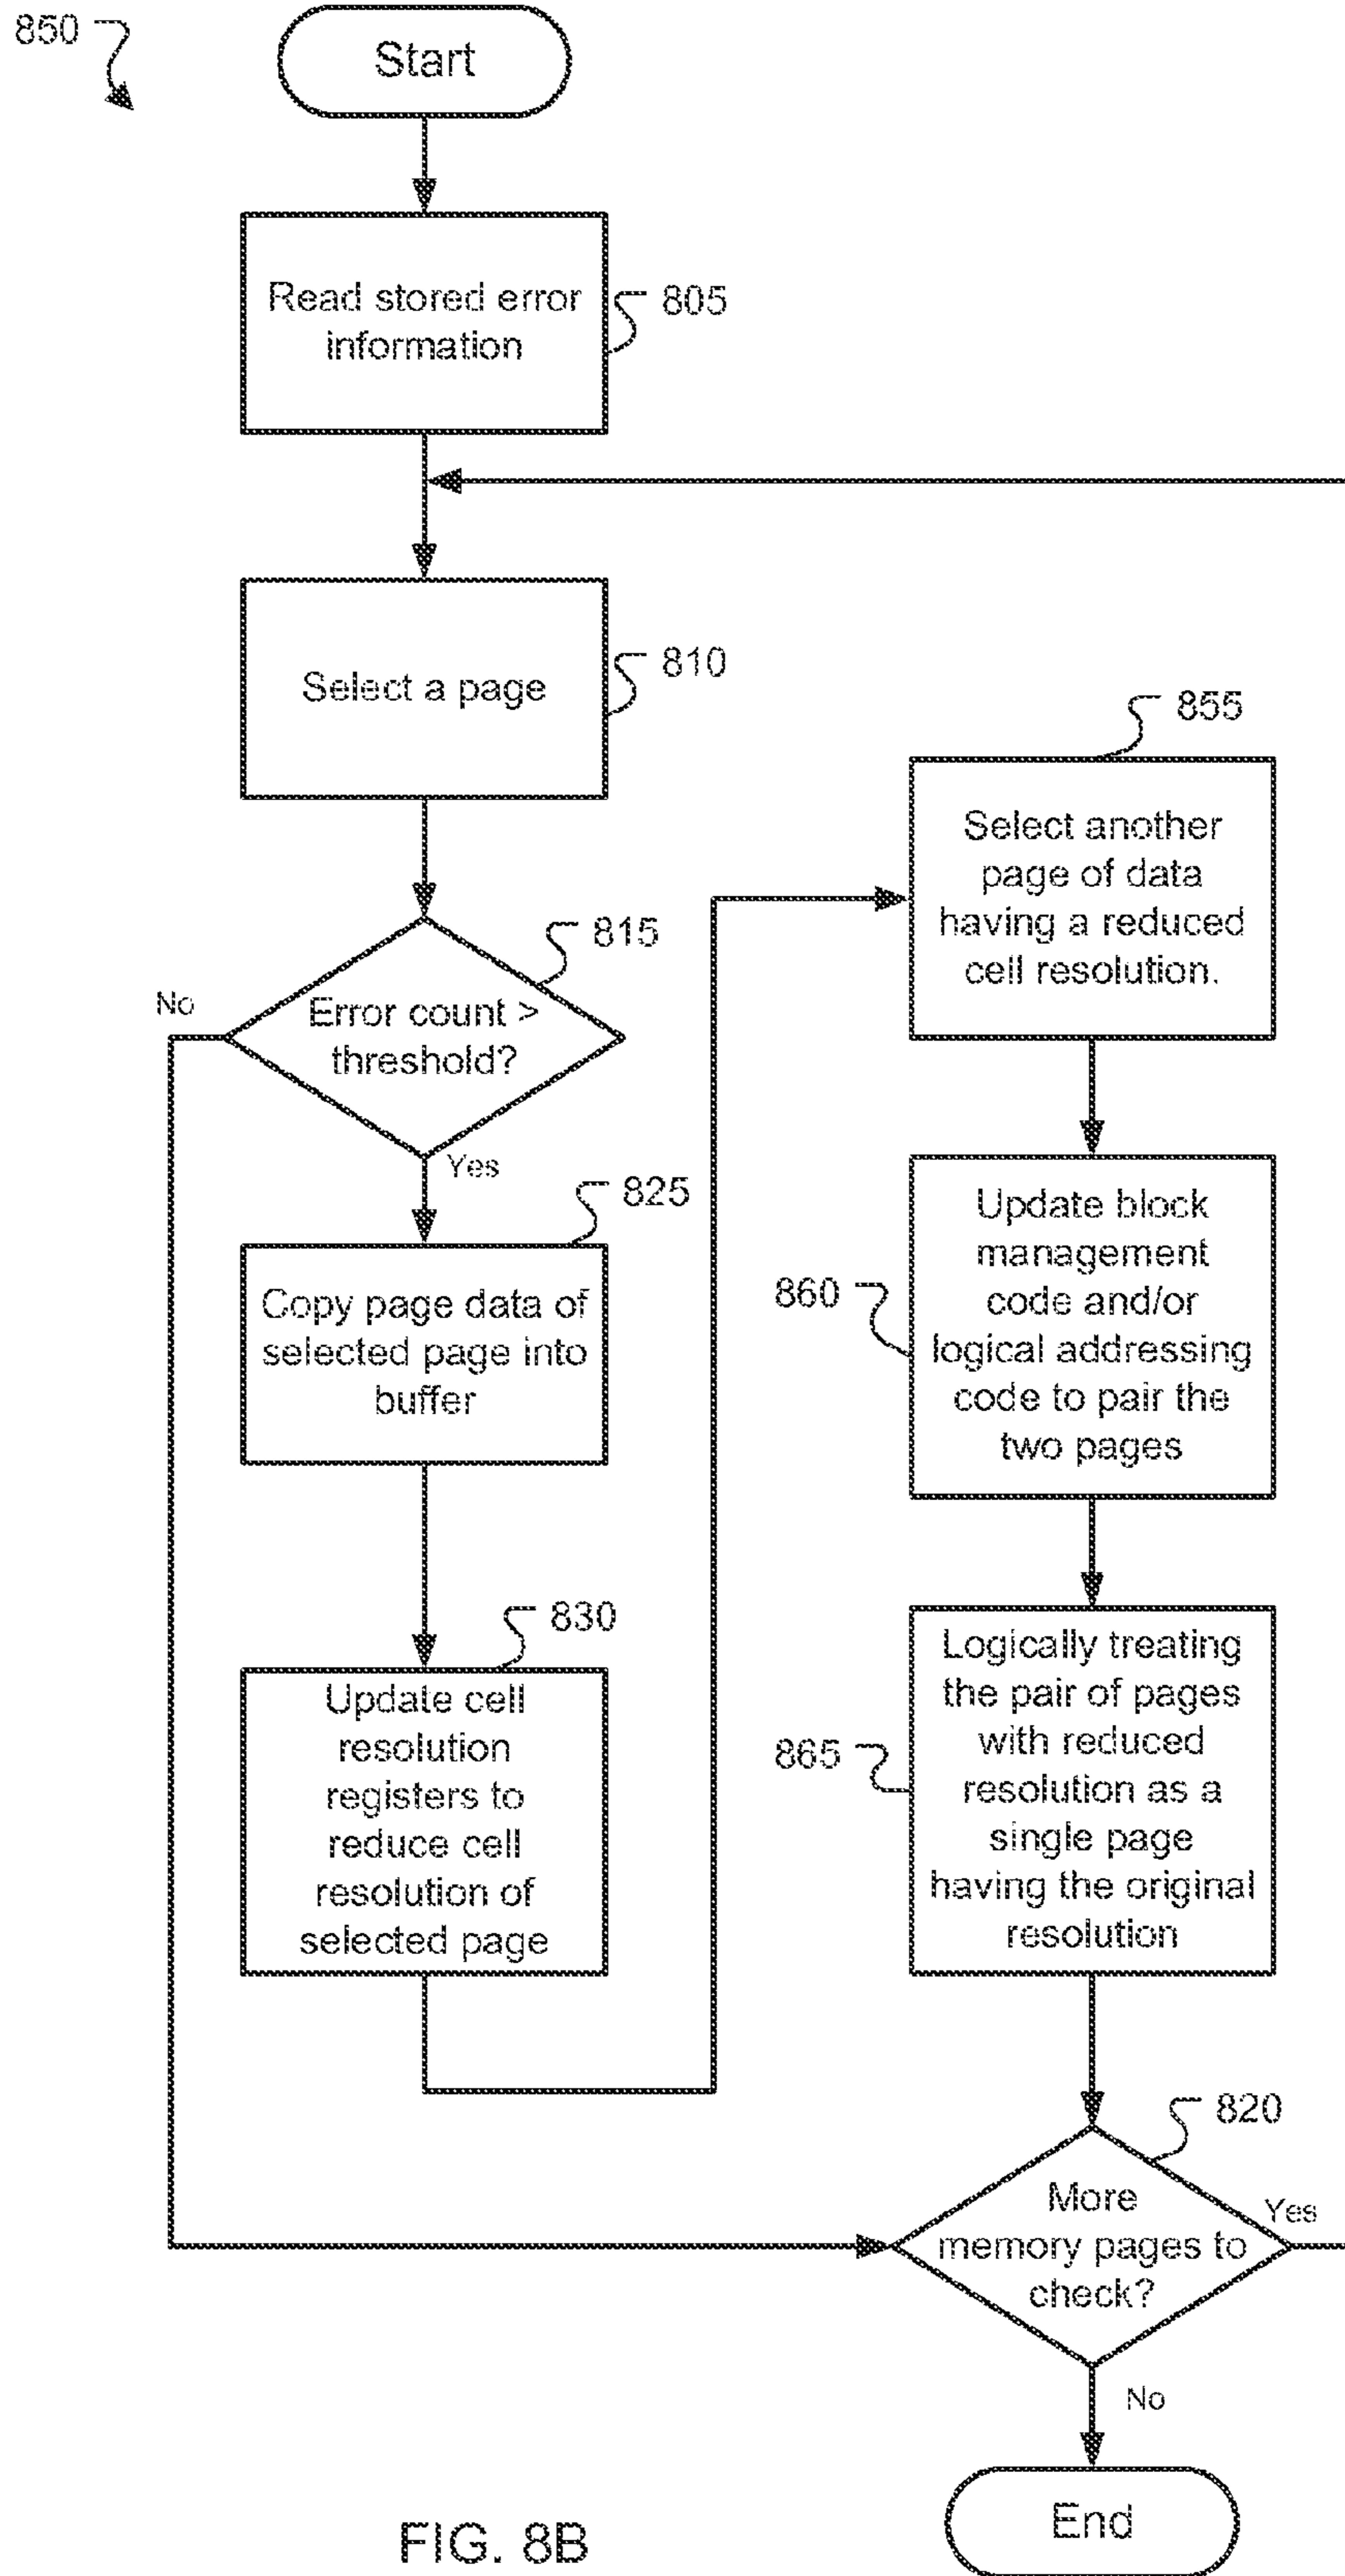 850
Start
Read stored error
information
805
Select a page
810
Error count >
threshold?
815
No
Yes
Copy page data of
selected page into
buffer
825
Update cell
resolution
registers to
reduce cell
resolution of
selected page
830
Select another
page of data
having a reduced
cell resolution.
855
Update block
management
code and/or
logical addressing
code to pair the
two pages
860
Logically treating
the pair of pages
with reduced
resolution as a
single page
having the original
resolution
865
More
memory pages to
check?
820
Yes
No
End
FIG. 8B